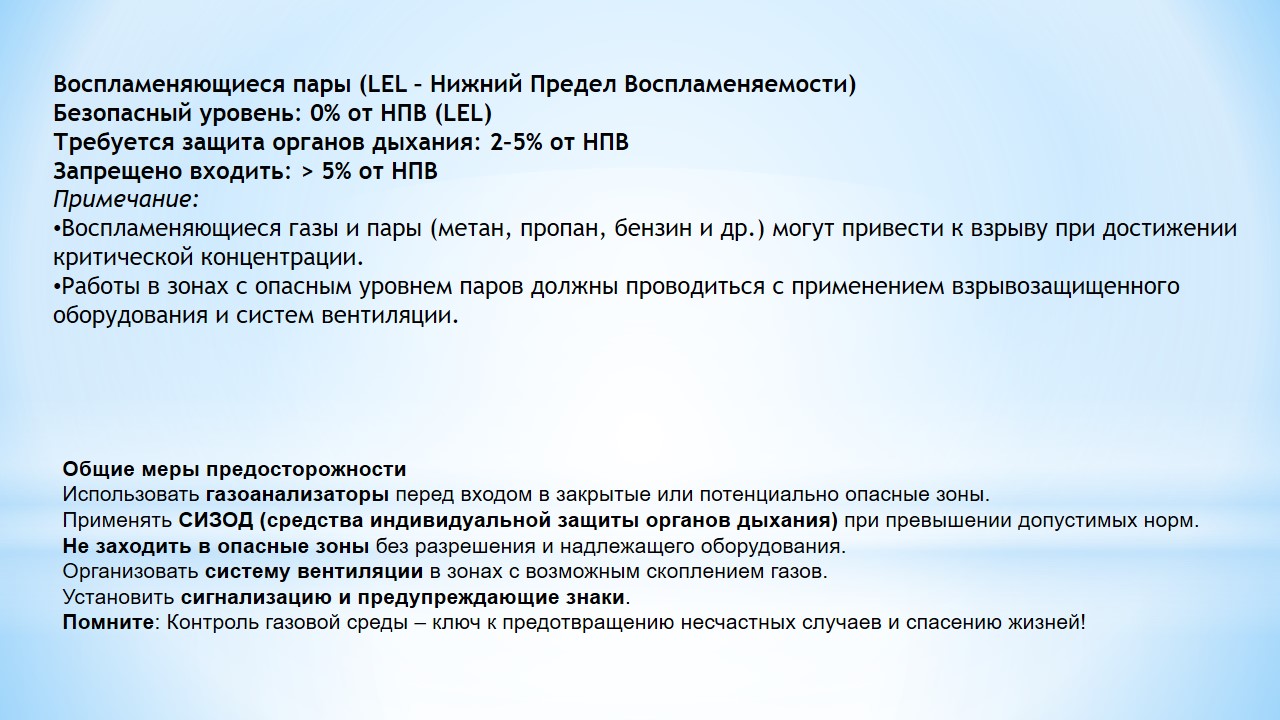 Воспламеняющиеся пары (LEL – Нижний Предел Воспламеняемости)
Безопасный уровень: 0% от НПВ (LEL)
Требуется защита органов дыхания: 2–5% от НПВ
Запрещено входить: > 5% от НПВ
Примечание:
•Воспламеняющиеся газы и пары (метан, пропан, бензин и др.) могут привести к взрыву при достижении
критической концентрации.
•Работы в зонах с опасным уровнем паров должны проводиться с применением взрывозащищенного
оборудования и систем вентиляции.
Общие меры предосторожности
Использовать газоанализаторы перед входом в закрытые или потенциально опасные зоны.
Применять СИЗОД (средства индивидуальной защиты органов дыхания) при превышении допустимых норм.
Не заходить в опасные зоны без разрешения и надлежащего оборудования.
Организовать систему вентиляции в зонах с возможным скоплением газов.
Установить сигнализацию и предупреждающие знаки.
Помните: Контроль газовой среды – ключ к предотвращению несчастных случаев и спасению жизней!